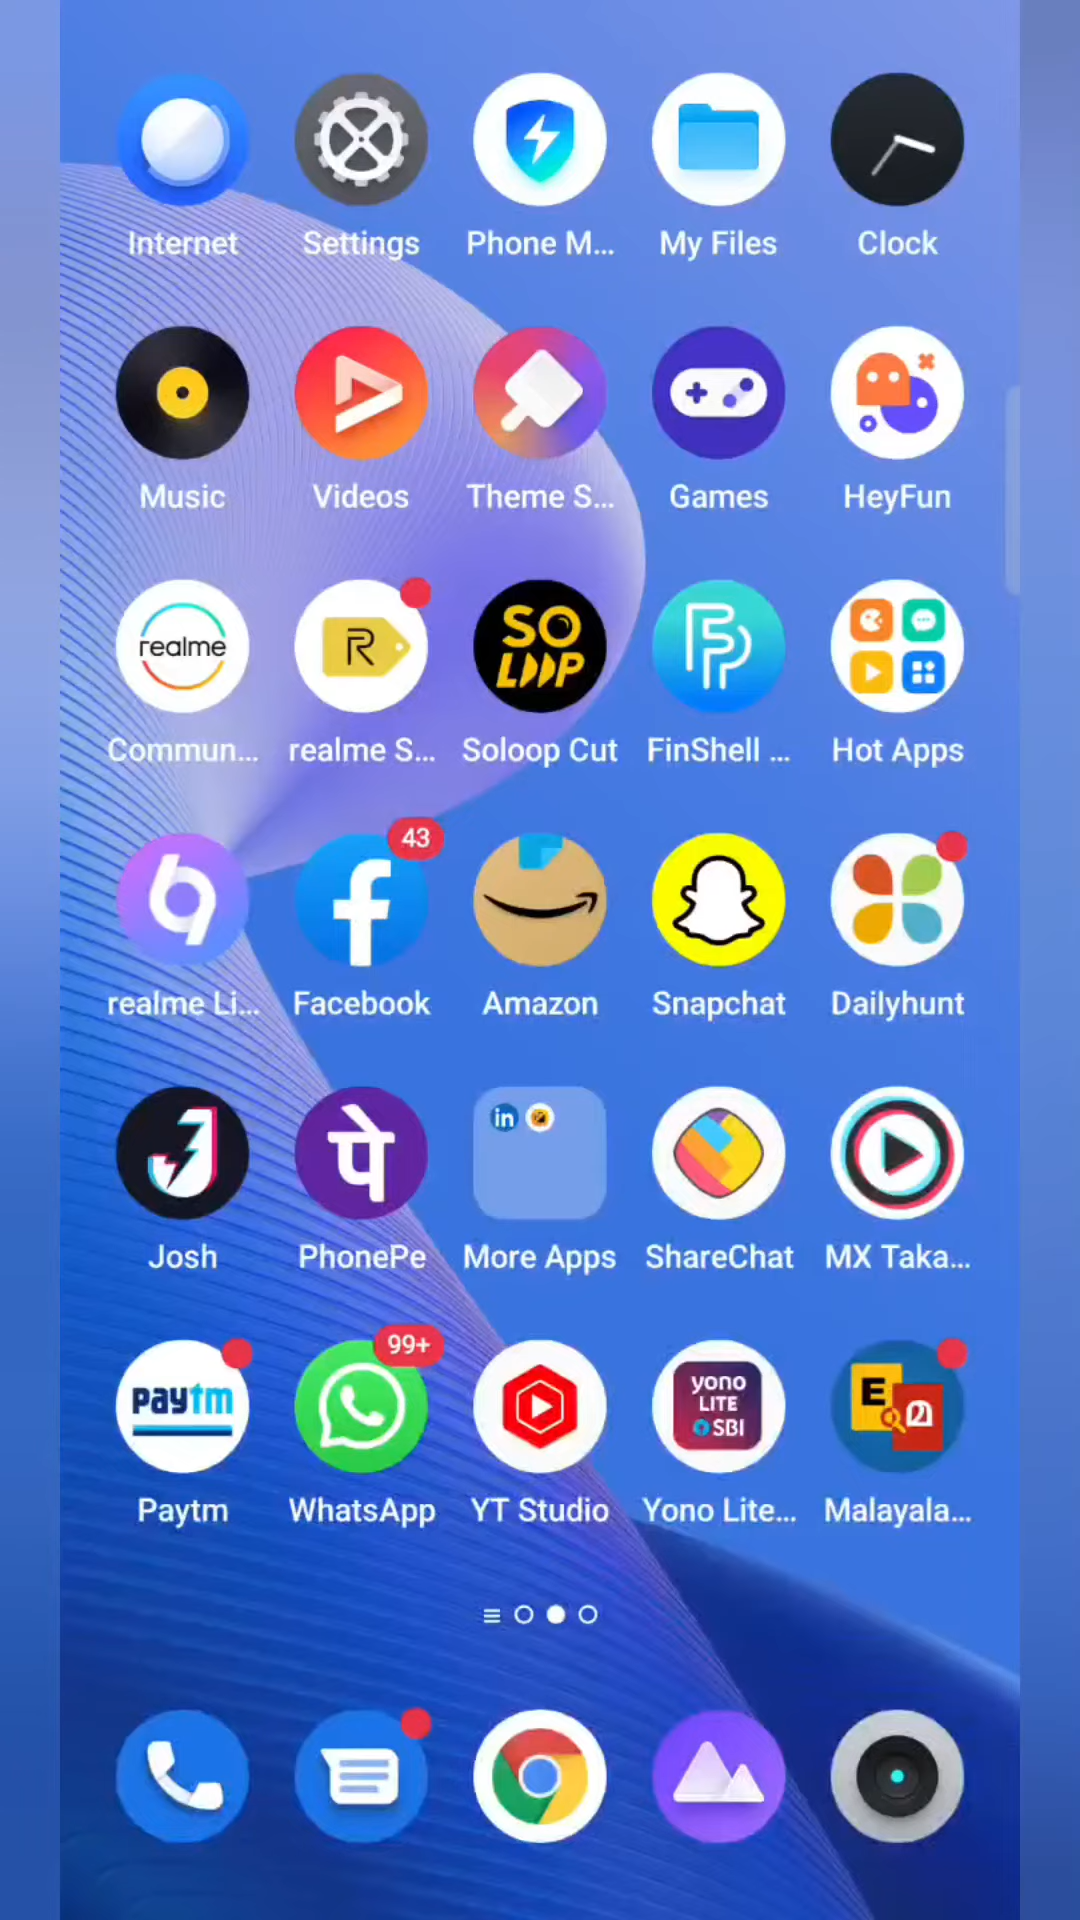 Internet Settings Phone M... My Files Clock
Music Videos Theme S... Games HeyFun
realme R SO
LOOP
Commun... realme S... Soloop Cut FinShell ... Hot Apps
43
realme Li... Facebook Amazon Snapchat Dailyhunt
in
पे
Josh PhonePe More Apps ShareChat MX Taka...
99+
paytm yono
LITE
SBI
E മ
Paytm WhatsApp YT Studio Yono Lite... Malayala...